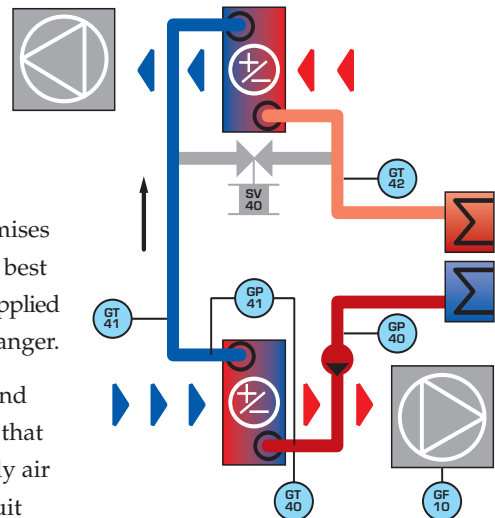 +/−
GT 42
SV 40
mises
best
pplied
anger.
GT 41
GP 41
GP 40
nd
that
ly air
uit
+/−
GT 40
GF 10
Σ
Σ